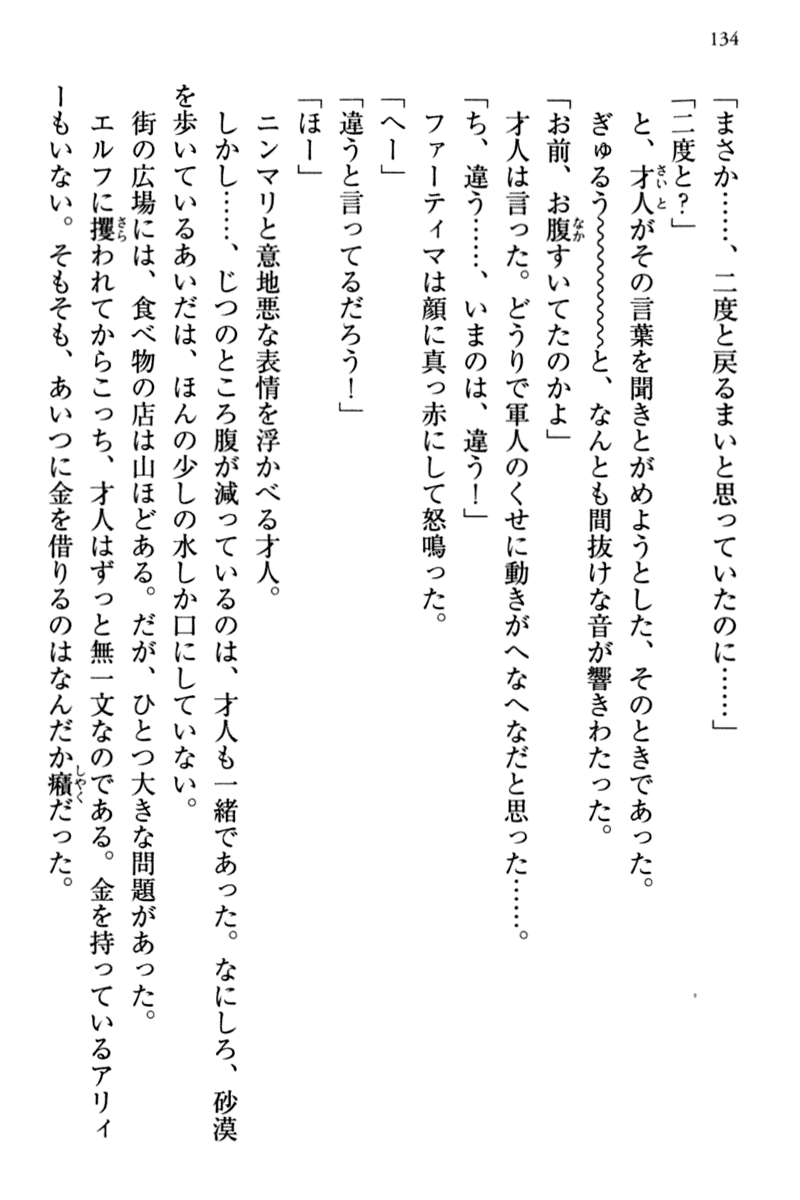 134
「まさか……、二度と戻るまいと思っていたのに……」
「二度と?」
と、才人がその言葉を聞きとがめようとした、そのときであった。
ぎゅるう〜〜〜〜〜〜と、なんとも間抜けな音が響きわたった。
「お前、お腹すいてたのかよ」
才人は言った。どうりで軍人のくせに動きがへなへなだと思った……。
「ち、違う……、いまのは、違う!」
ファーティマは顔に真っ赤にして怒鳴った。
「へー」
「違うと言ってるだろう!」
「ほー」
ニンマリと意地悪な表情を浮かべる才人。
しかし……、じつのところ腹が減っているのは、才人も一緒であった。なにしろ、砂漠
を歩いているあいだは、ほんの少しの水しか口にしていない。
街の広場には、食べ物の店は山ほどある。だが、ひとつ大きな問題があった。
エルフに攫われてからこっち、才人はずっと無一文なのである。金を持っているアリィ
ーもいない。そもそも、あいつに金を借りるのはなんだか癪だった。